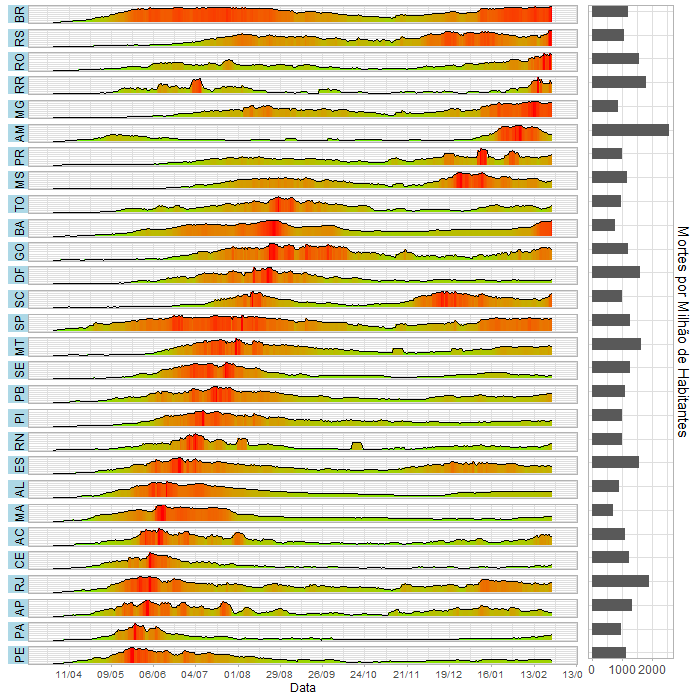 BR
RS
RO
RR
MG
AM
PR
MS
TO
BA
GO
DF
SC
SP
MT
SE
PB
PI
RN
ES
AL
MA
AC
CE
RJ
AP
PA
PE
11/04 09/05 06/06 04/07 01/08 29/08 26/09 24/10 21/11 19/12 16/01 13/02 13/0
Data
0 1000 2000
Mortes por Milhão de Habitantes